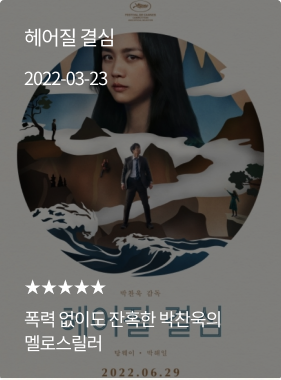 헤어질 결심
2022-03-23
박찬욱 감독
헤어질 결심
폭력 없이도 잔혹한 박찬욱의
멜로스릴러
탕웨이 · 박해일
2022.06.29